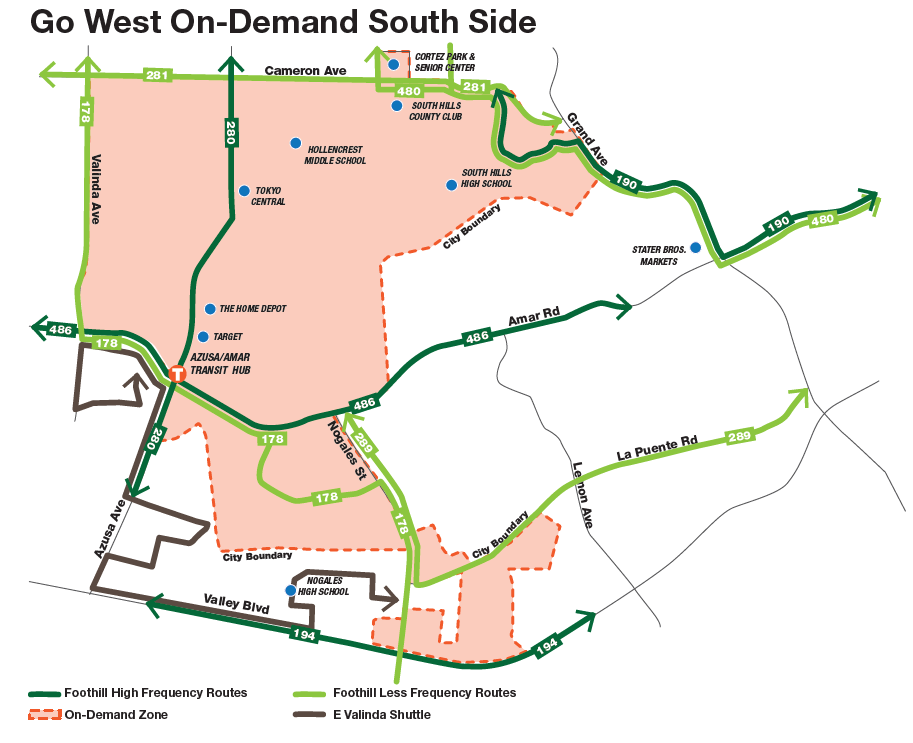 Go West On-Demand South Side
CORTEZ PARK &
SENIOR CENTER
Cameron Ave
281
281
480
178
SOUTH HILLS
COUNTY CLUB
Grand Ave
280
HOLLENCREST
MIDDLE SCHOOL
Valinda Ave
SOUTH HILLS
HIGH SCHOOL
190
TOKYO
CENTRAL
City Boundary
190
480
STATER BROS.
MARKETS
THE HOME DEPOT
Amar Rd
486
486
TARGET
178
AZUSA/AMAR
TRANSIT HUB
T
486
280
178
Nogales St
289
La Puente Rd
289
178
178
Lemon Ave
Azusa Ave
City Boundary
City Boundary
NOGALES
HIGH SCHOOL
Valley Blvd
194
194
Foothill High Frequency Routes
Foothill Less Frequency Routes
On-Demand Zone
E Valinda Shuttle